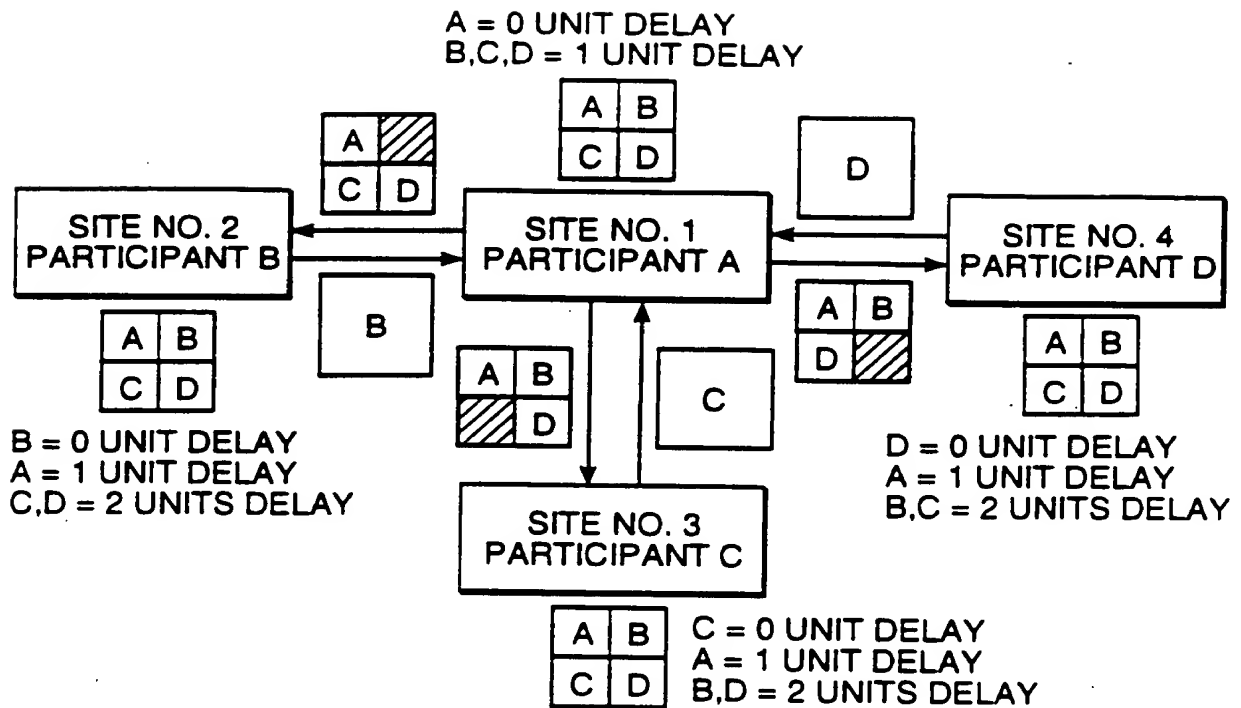 A = 0 UNIT DELAY
B,C,D = 1 UNIT DELAY
A B
C D
A
C D
D
SITE NO. 2
PARTICIPANT B
SITE NO. 1
PARTICIPANT A
SITE NO. 4
PARTICIPANT D
B
A B
D
A B
C D
A B
D
C
A B
C D
B = 0 UNIT DELAY
A = 1 UNIT DELAY
C,D = 2 UNITS DELAY
D = 0 UNIT DELAY
A = 1 UNIT DELAY
B,C = 2 UNITS DELAY
SITE NO. 3
PARTICIPANT C
A B
C D
C = 0 UNIT DELAY
A = 1 UNIT DELAY
B,D = 2 UNITS DELAY